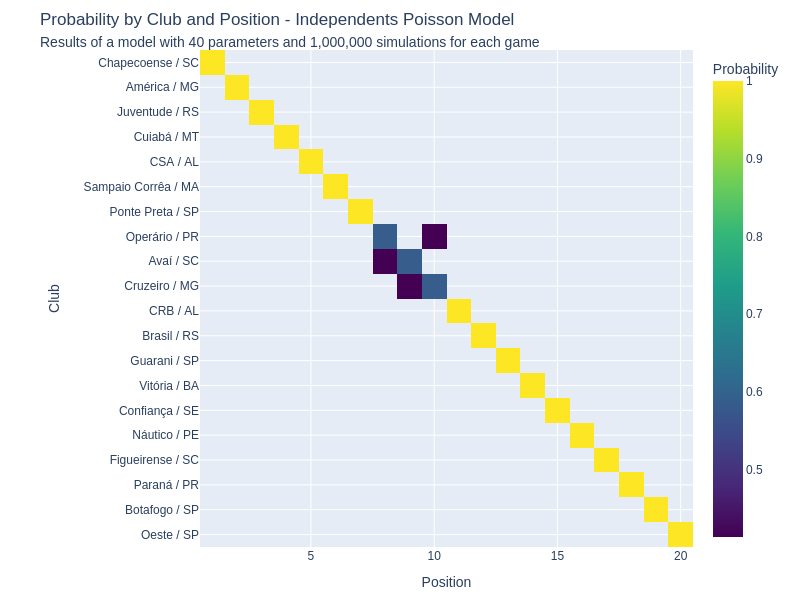 Probability by Club and Position - Independents Poisson Model
Results of a model with 40 parameters and 1,000,000 simulations for each game
Probability
Chapecoense / SC
América / MG
Juventude / RS
Cuiabá / MT
CSA / AL
Sampaio Corrêa / MA
Ponte Preta / SP
Operário / PR
Avaí / SC
Cruzeiro / MG
CRB / AL
Brasil / RS
Guarani / SP
Vitória / BA
Confiança / SE
Náutico / PE
Figueirense / SC
Paraná / PR
Botafogo / SP
Oeste / SP
Club
5
10
15
20
Position
1
0.9
0.8
0.7
0.6
0.5